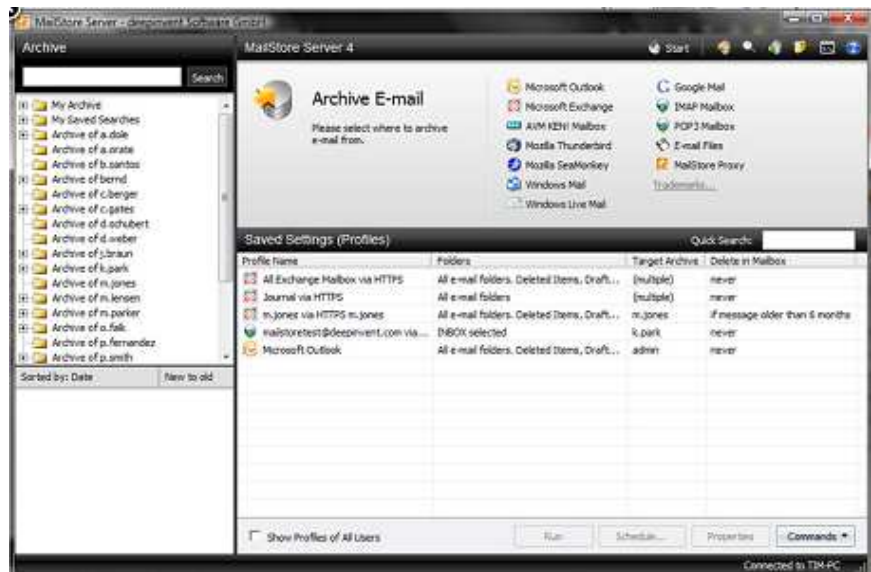 MailStore Server - deepinvent Software GmbH
Archive
Search
My Archive
My Saved Searches
Archive of a.dole
Archive of a.orate
Archive of b.santos
Archive of bernd
Archive of c.berger
Archive of c.gates
Archive of d.schubert
Archive of d.weber
Archive of j.braun
Archive of k.park
Archive of m.jones
Archive of m.lensen
Archive of m.parker
Archive of o.falk
Archive of p.fernandez
Archive of p.smith
Sorted by: Date New to old
MailStore Server 4 Start
Archive E-mail
Please select where to archive
e-mail from.
Microsoft Outlook
Microsoft Exchange
AVM KEN! Mailbox
Mozilla Thunderbird
Mozilla SeaMonkey
Windows Mail
Windows Live Mail
Google Mail
IMAP Mailbox
POP3 Mailbox
E-mail Files
MailStore Proxy
Trademarks...
Saved Settings (Profiles) Quick Search:
Profile Name Folders Target Archive Delete in Mailbox
All Exchange Mailbox via HTTPS All e-mail folders. Deleted Items, Draft... (multiple) never
Journal via HTTPS All e-mail folders (multiple) never
m.jones via HTTPS m.jones All e-mail folders. Deleted Items, Draft... m.jones if message older than 6 months
mailstoretest@deepinvent.com via... INBOX selected k.park never
Microsoft Outlook All e-mail folders. Deleted Items, Draft... admin never
Show Profiles of All Users Run Schedule... Properties Commands
Connected to TIM-PC